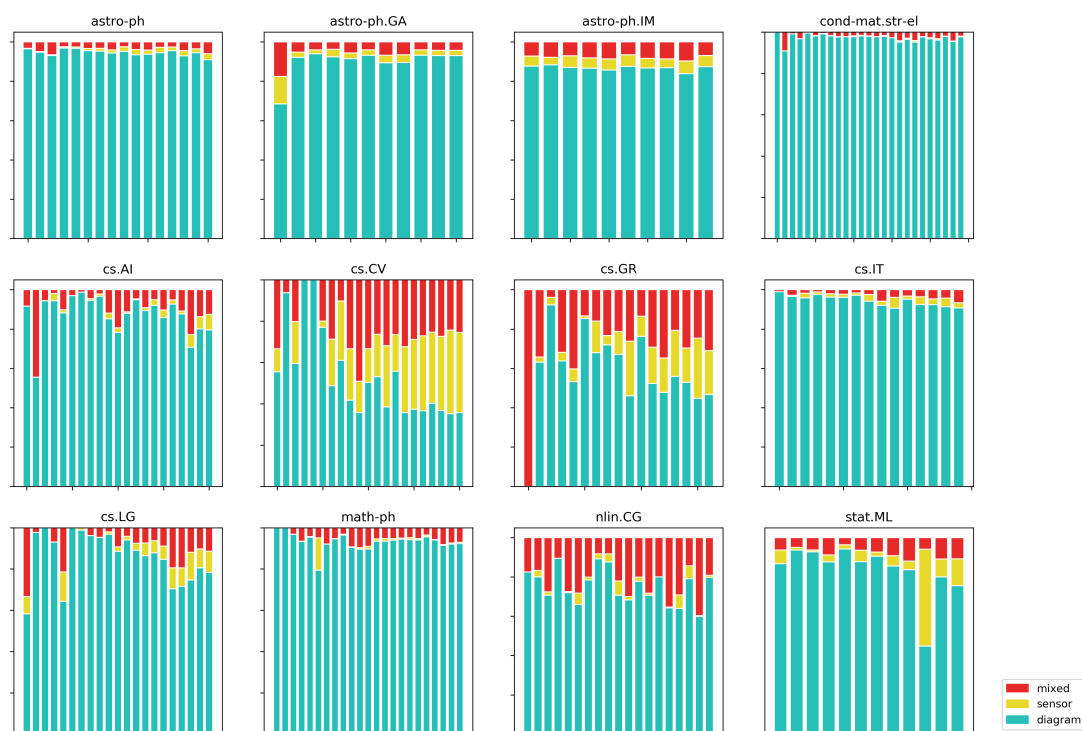 astro-ph
astro-ph.GA
astro-ph.IM
cond-mat.str-el
cs.AI
cs.CV
cs.GR
cs.IT
cs.LG
math-ph
nlin.CG
stat.ML
mixed
sensor
diagram